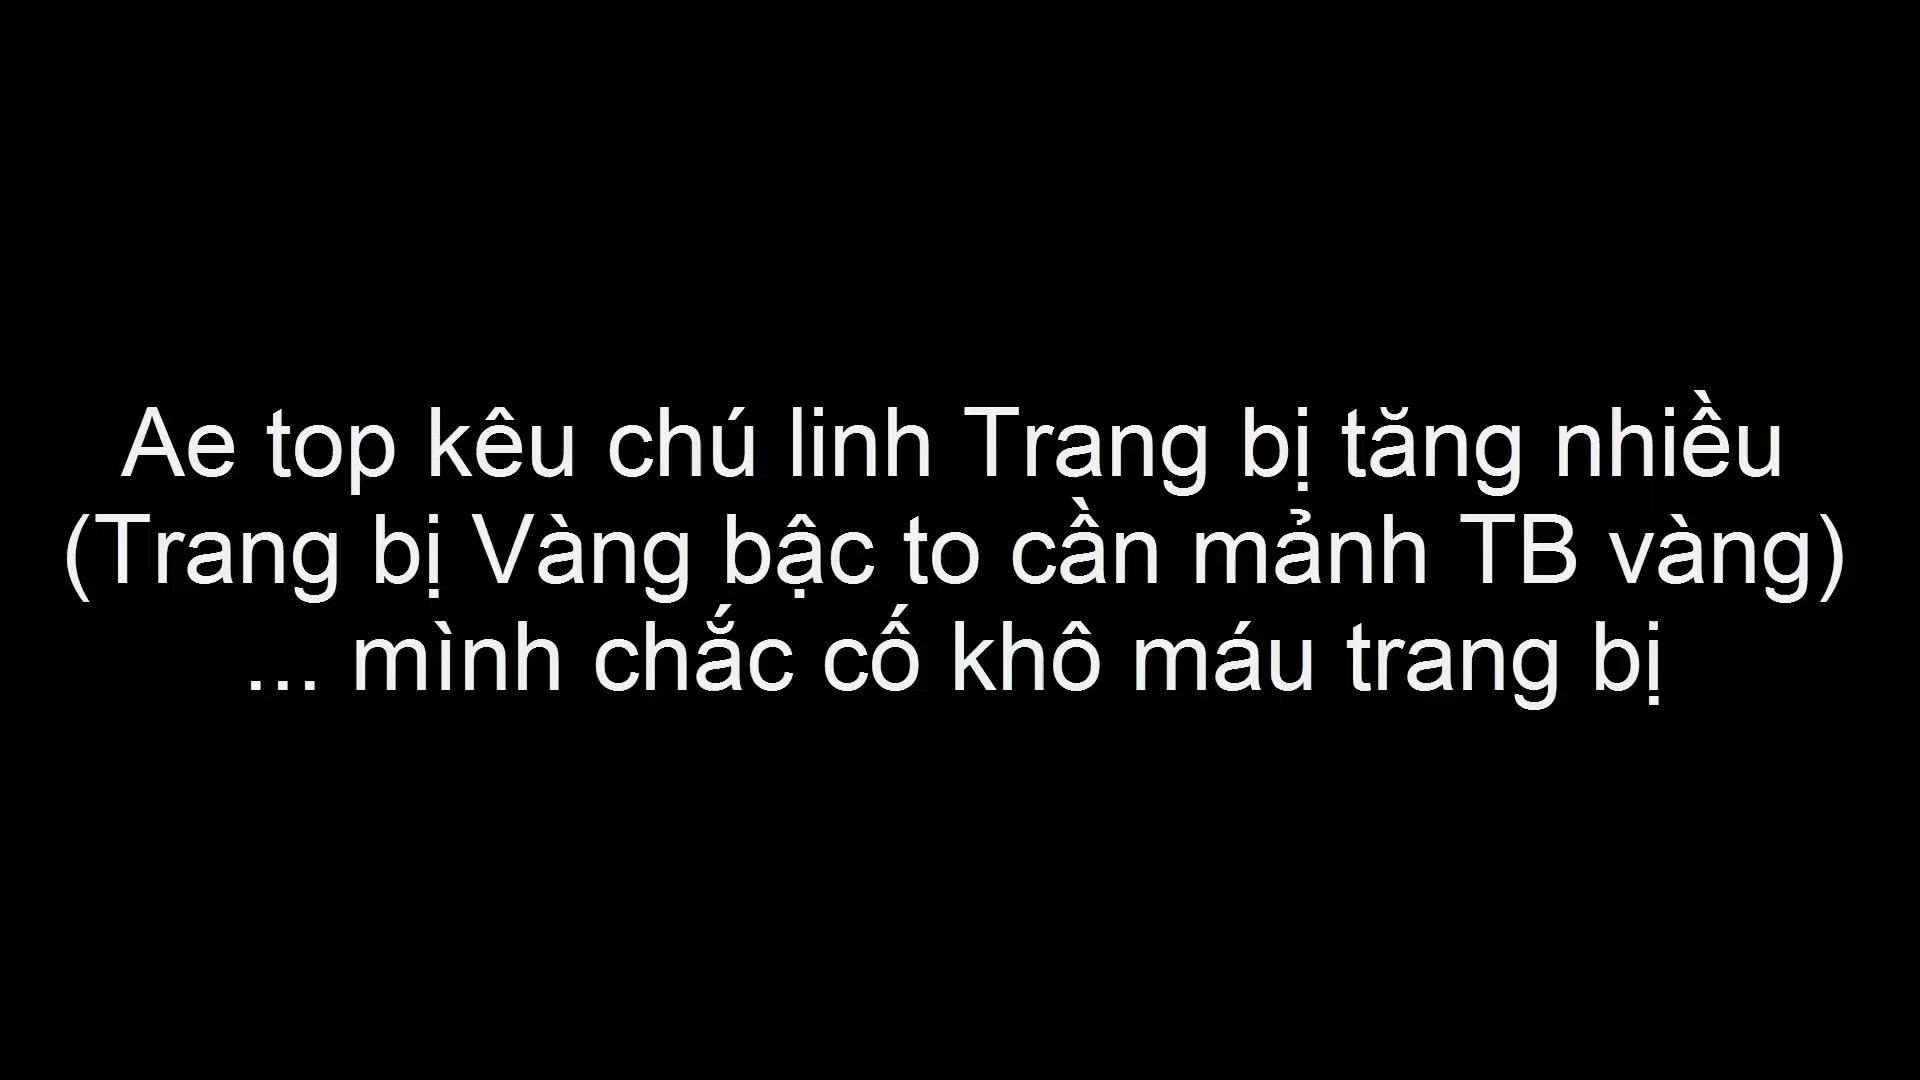 Ae top kêu chú linh Trang bị tăng nhiều
(Trang bị Vàng bậc to cần mảnh TB vàng)
... mình chắc cố khô máu trang bị